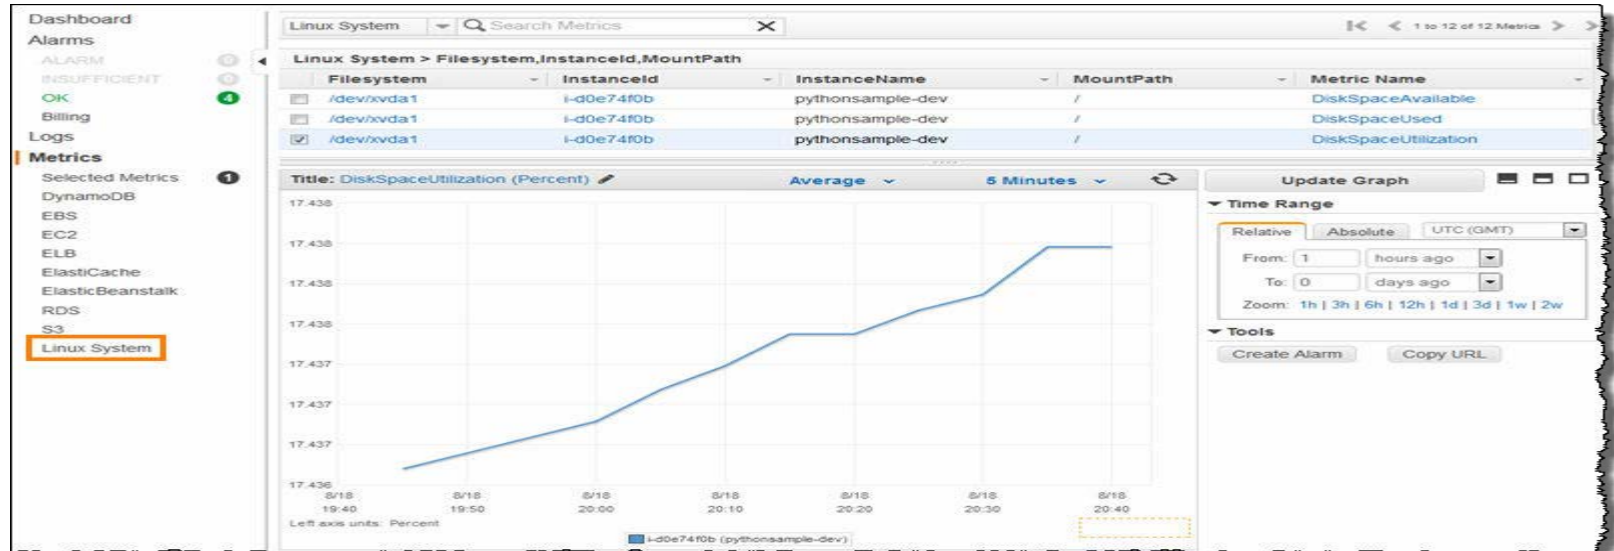 Dashboard
Alarms
ALARM 0
INSUFFICIENT 0
OK 4
Billing
Logs
Metrics
Selected Metrics 1
DynamoDB
EBS
EC2
ELB
ElastiCache
ElasticBeanstalk
RDS
S3
Linux System
Linux System Search Metrics 1 to 12 of 12 Metrics
Linux System > Filesystem,InstanceId,MountPath
Filesystem InstanceId InstanceName MountPath Metric Name
/dev/xvda1 i-d0e74f0b pythonsample-dev / DiskSpaceAvailable
/dev/xvda1 i-d0e74f0b pythonsample-dev / DiskSpaceUsed
/dev/xvda1 i-d0e74f0b pythonsample-dev / DiskSpaceUtilization
Title: DiskSpaceUtilization (Percent) Average 5 Minutes
17.438
17.438
17.438
17.438
17.437
17.437
17.437
17.436
8/18 8/18 8/18 8/18 8/18 8/18 8/18
19:40 19:50 20:00 20:10 20:20 20:30 20:40
Left axis units: Percent
i-d0e74f0b (pythonsample-dev)
Update Graph
Time Range
Relative Absolute UTC (GMT)
From: 1 hours ago
To: 0 days ago
Zoom: 1h | 3h | 6h | 12h | 1d | 3d | 1w | 2w
Tools
Create Alarm Copy URL